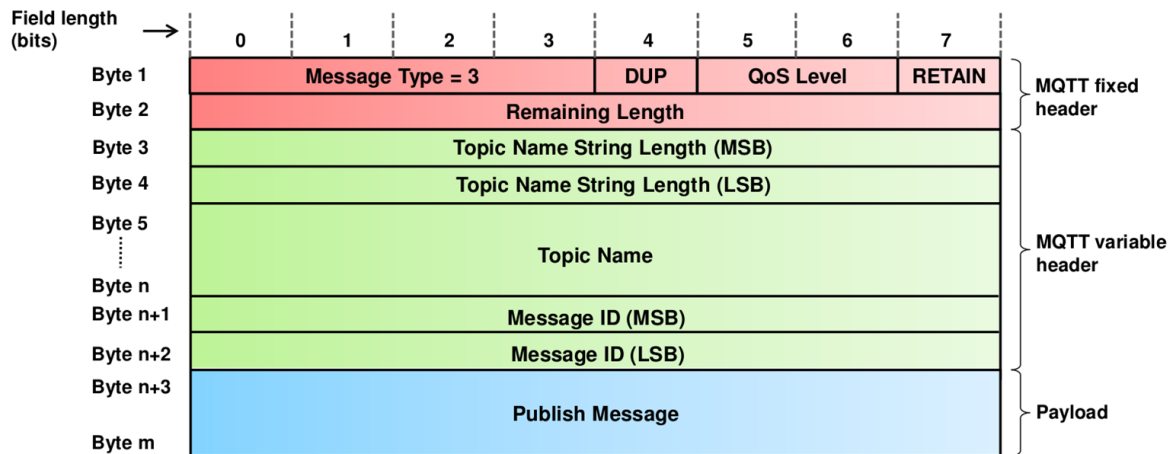 Field length
(bits)
0 1 2 3 4 5 6 7
Byte 1 Message Type = 3 DUP QoS Level RETAIN
MQTT fixed
header
Byte 2 Remaining Length
Byte 3 Topic Name String Length (MSB)
Byte 4 Topic Name String Length (LSB)
Byte 5
Topic Name
MQTT variable
header
Byte n
Byte n+1 Message ID (MSB)
Byte n+2 Message ID (LSB)
Byte n+3
Publish Message
Payload
Byte m